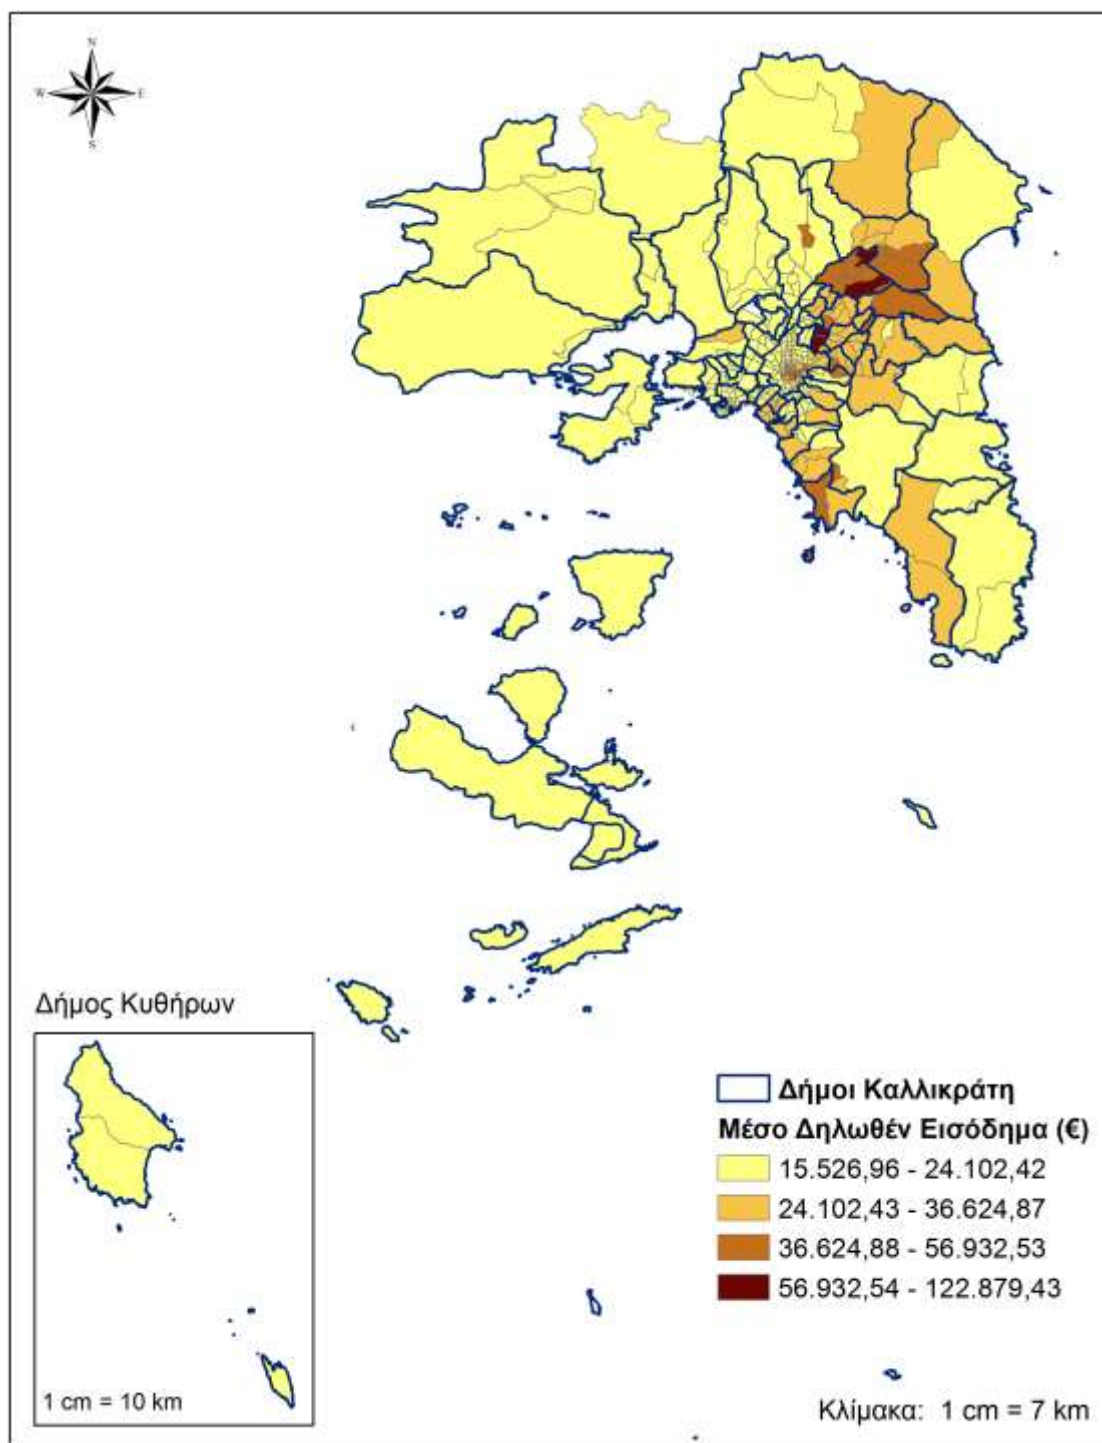 N
W
E
S
Δήμος Κυθήρων
1 cm = 10 km
Δήμοι Καλλικράτη
Μέσο Δηλωθέν Εισόδημα (€)
15.526,96 - 24.102,42
24.102,43 - 36.624,87
36.624,88 - 56.932,53
56.932,54 - 122.879,43
Κλίμακα: 1 cm = 7 km